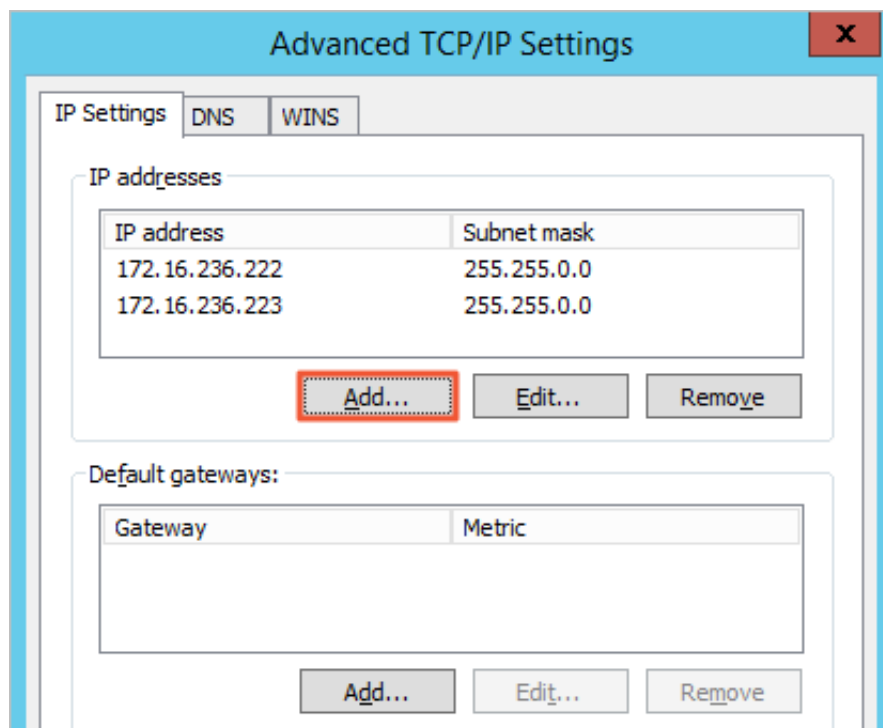 Advanced TCP/IP Settings
x
IP Settings DNS WINS
IP addresses
IP address Subnet mask
172.16.236.222 255.255.0.0
172.16.236.223 255.255.0.0
Add... Edit... Remove
Default gateways:
Gateway Metric
Add... Edit... Remove